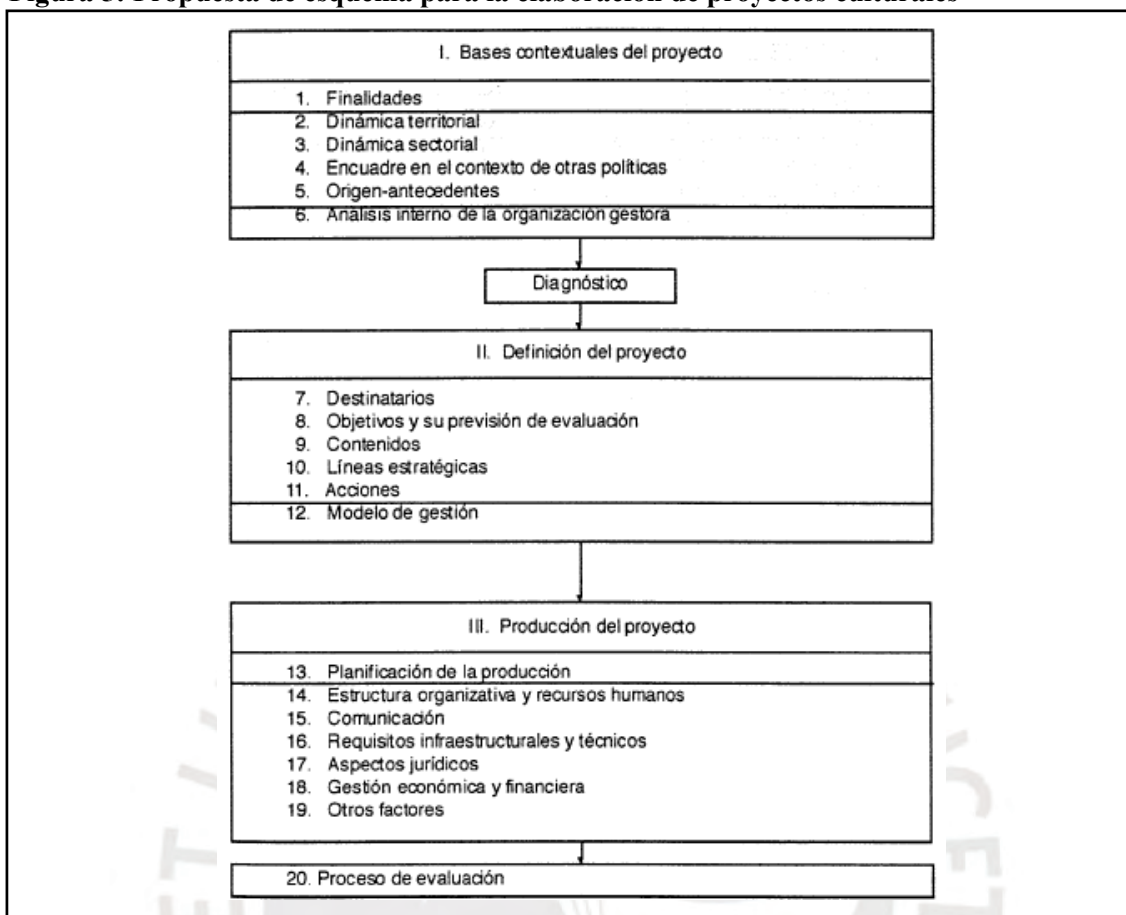 Figura 3. Propuesta de esquema para la elaboración de proyectos culturales
I. Bases contextuales del proyecto
1. Finalidades
2. Dinámica territorial
3. Dinámica sectorial
4. Encuadre en el contexto de otras políticas
5. Origen-antecedentes
6. Análisis interno de la organización gestora
Diagnóstico
II. Definición del proyecto
7. Destinatarios
8. Objetivos y su previsión de evaluación
9. Contenidos
10. Líneas estratégicas
11. Acciones
12. Modelo de gestión
III. Producción del proyecto
13. Planificación de la producción
14. Estructura organizativa y recursos humanos
15. Comunicación
16. Requisitos infraestructurales y técnicos
17. Aspectos jurídicos
18. Gestión económica y financiera
19. Otros factores
20. Proceso de evaluación